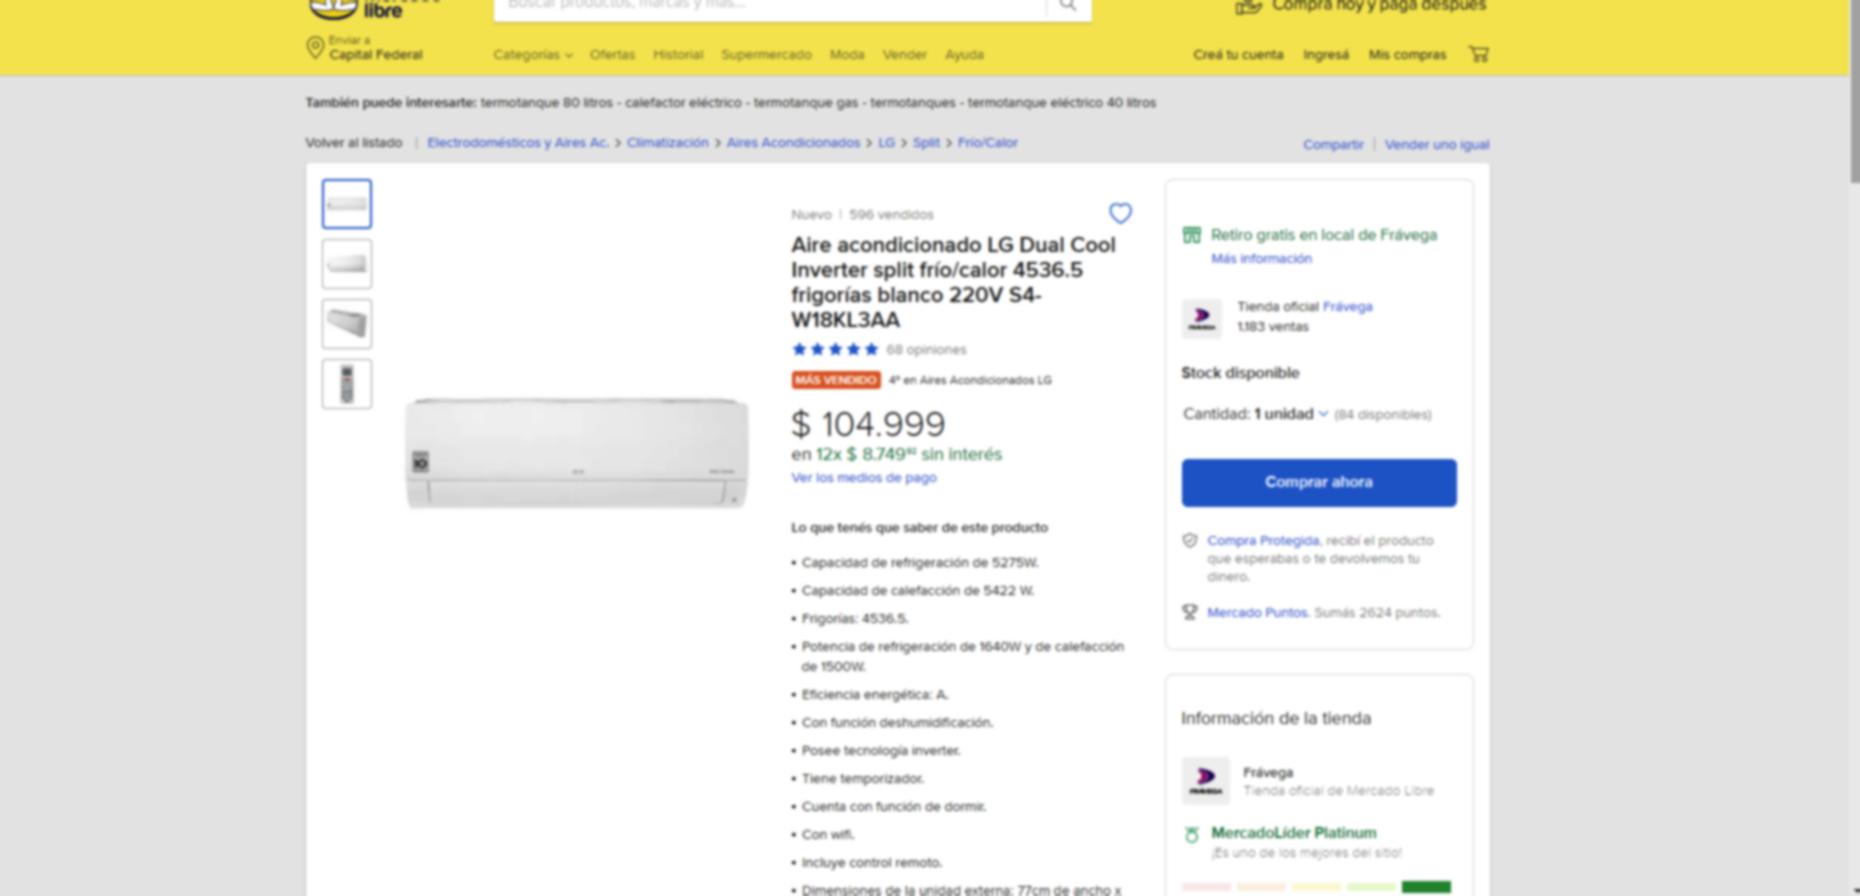 libre
Buscar productos, marcas y más...
Compra hoy y paga después
Enviar a
Capital Federal
Categorías
Ofertas
Historial
Supermercado
Moda
Vender
Ayuda
Creá tu cuenta
Ingresá
Mis compras
También puede interesarte: termotanque 80 litros - calefactor eléctrico - termotanque gas - termotanques - termotanque eléctrico 40 litros
Volver al listado | Electrodomésticos y Aires Ac. > Climatización > Aires Acondicionados > LG > Split > Frío/Calor
Compartir | Vender uno igual
Nuevo | 596 vendidos
Aire acondicionado LG Dual Cool
Inverter split frío/calor 4536.5
frigorías blanco 220V S4-
W18KL3AA
68 opiniones
MÁS VENDIDO 4º en Aires Acondicionados LG
$ 104.999
en 12x $ 8.749⁹² sin interés
Ver los medios de pago
Lo que tenés que saber de este producto
• Capacidad de refrigeración de 5275W.
• Capacidad de calefacción de 5422 W.
• Frigorías: 4536.5.
• Potencia de refrigeración de 1640W y de calefacción
de 1500W.
• Eficiencia energética: A.
• Con función deshumidificación.
• Posee tecnología inverter.
• Tiene temporizador.
• Cuenta con función de dormir.
• Con wifi.
• Incluye control remoto.
• Dimensiones de la unidad externa: 77cm de ancho x
Retiro gratis en local de Frávega
Más información
Tienda oficial Frávega
1.183 ventas
Stock disponible
Cantidad: 1 unidad (84 disponibles)
Comprar ahora
Compra Protegida, recibí el producto
que esperabas o te devolvemos tu
dinero.
Mercado Puntos. Sumás 2624 puntos.
Información de la tienda
FRÁVEGA
Frávega
Tienda oficial de Mercado Libre
MercadoLíder Platinum
¡Es uno de los mejores del sitio!